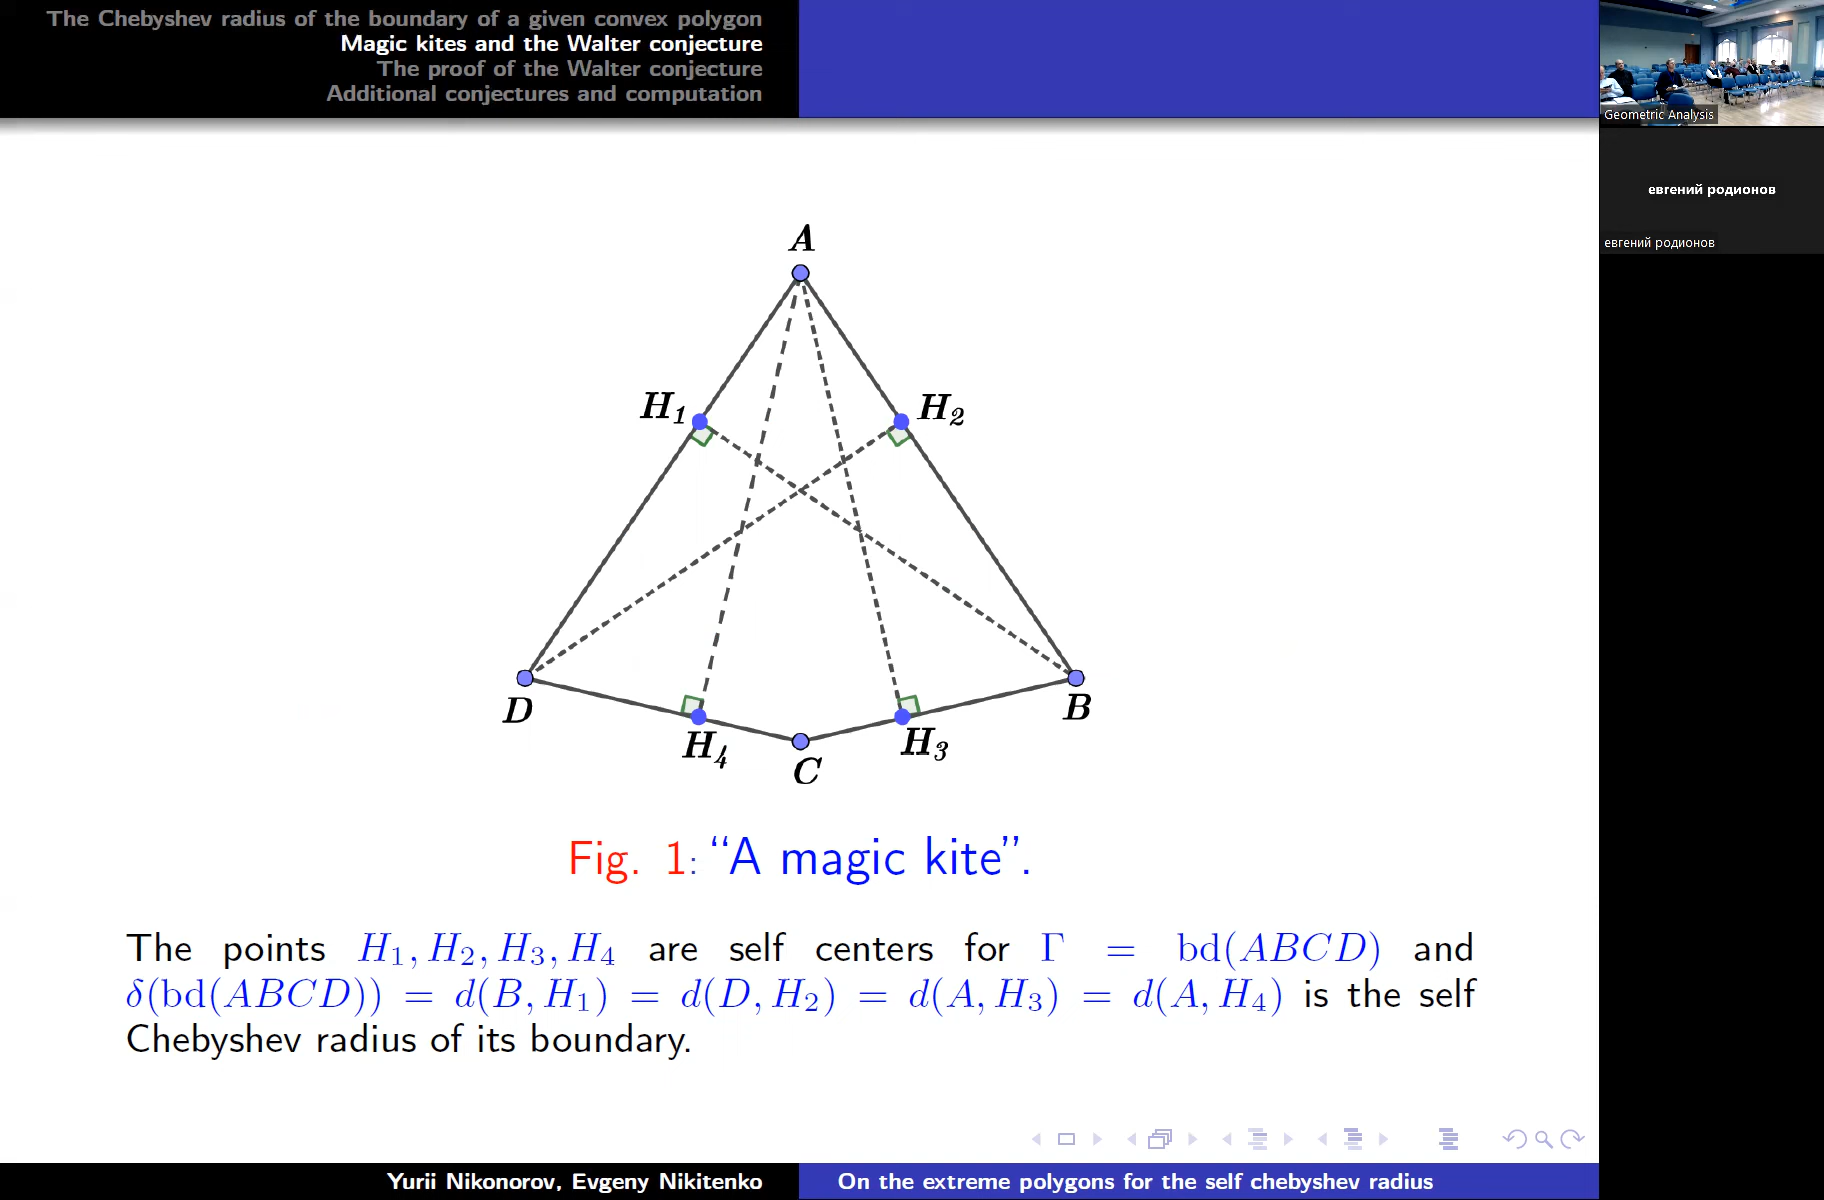 The Chebyshev radius of the boundary of a given convex polygon
Magic kites and the Walter conjecture
The proof of the Walter conjecture
Additional conjectures and computation
Geometric Analysis
евгений родионов
евгений родионов
A
H₁
H₂
D
B
H₄
H₃
C
Fig. 1: “A magic kite”.
The points H₁, H₂, H₃, H₄ are self centers for Γ = bd(ABCD) and
δ(bd(ABCD)) = d(B, H₁) = d(D, H₂) = d(A, H₃) = d(A, H₄) is the self
Chebyshev radius of its boundary.
Yurii Nikonorov, Evgeny Nikitenko
On the extreme polygons for the self chebyshev radius